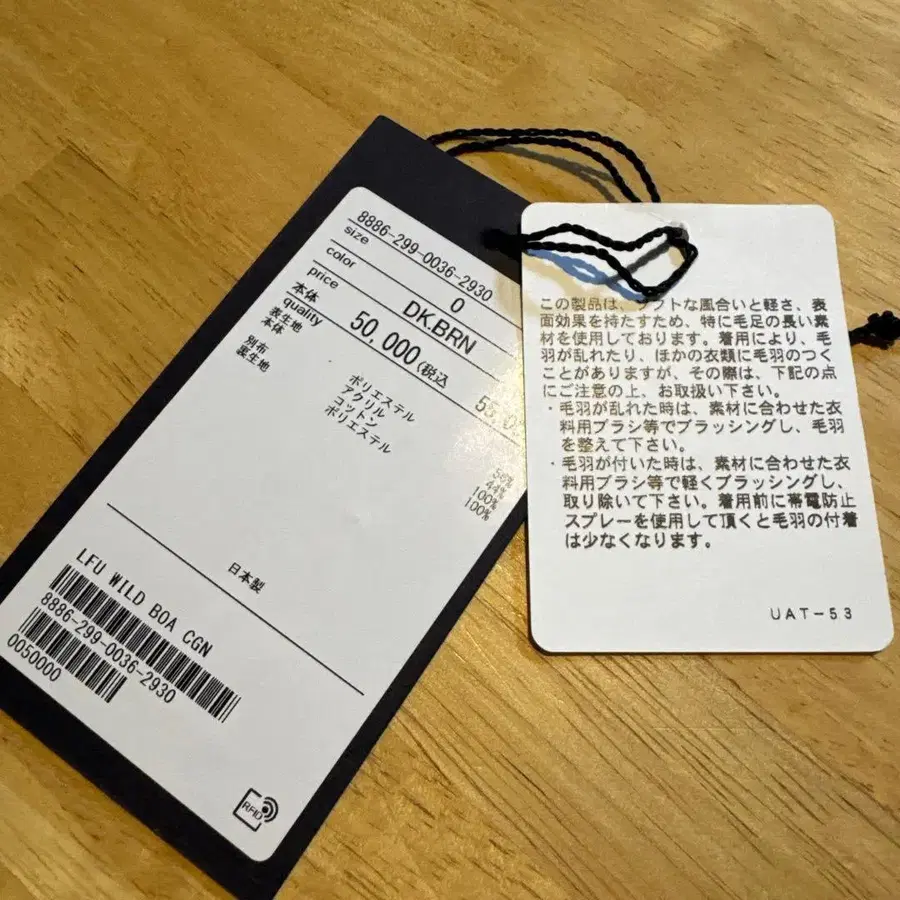 8886-299-0036-2930
size 0
color DK.BRN
price
本体 50,000(税込 55,0
quality
表生地
本体 ポリエステル 56%
アクリル 44%
別布 コットン 100%
裏生地 ポリエステル 100%
日本製
LFU WILD BOA CGN
8886-299-0036-2930
0050000
RFID
この製品は、ソフトな風合いと軽さ、表
面効果を持たすため、特に毛足の長い素
材を使用しております。着用により、毛
羽が乱れたり、ほかの衣類に毛羽のつく
ことがありますが、その際は、下記の点
にご注意の上、お取扱い下さい。
・毛羽が乱れた時は、素材に合わせた衣
料用ブラシ等でブラッシングし、毛羽
を整えて下さい。
・毛羽が付いた時は、素材に合わせた衣
料用ブラシ等で軽くブラッシングし、
取り除いて下さい。着用前に帯電防止
スプレーを使用して頂くと毛羽の付着
は少なくなります。
UAT-53